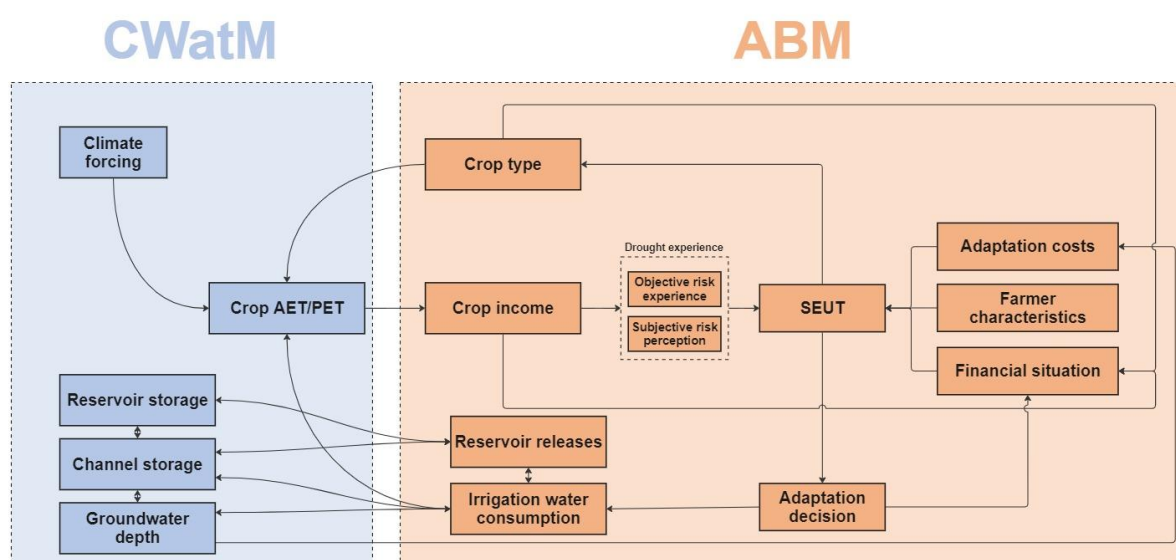 CWatM
ABM
Climate
forcing
Crop type
Drought experience
Adaptation costs
Objective risk
experience
Crop AET/PET
Crop income
SEUT
Farmer
characteristics
Subjective risk
perception
Financial situation
Reservoir storage
Reservoir releases
Channel storage
Irrigation water
consumption
Adaptation
decision
Groundwater
depth